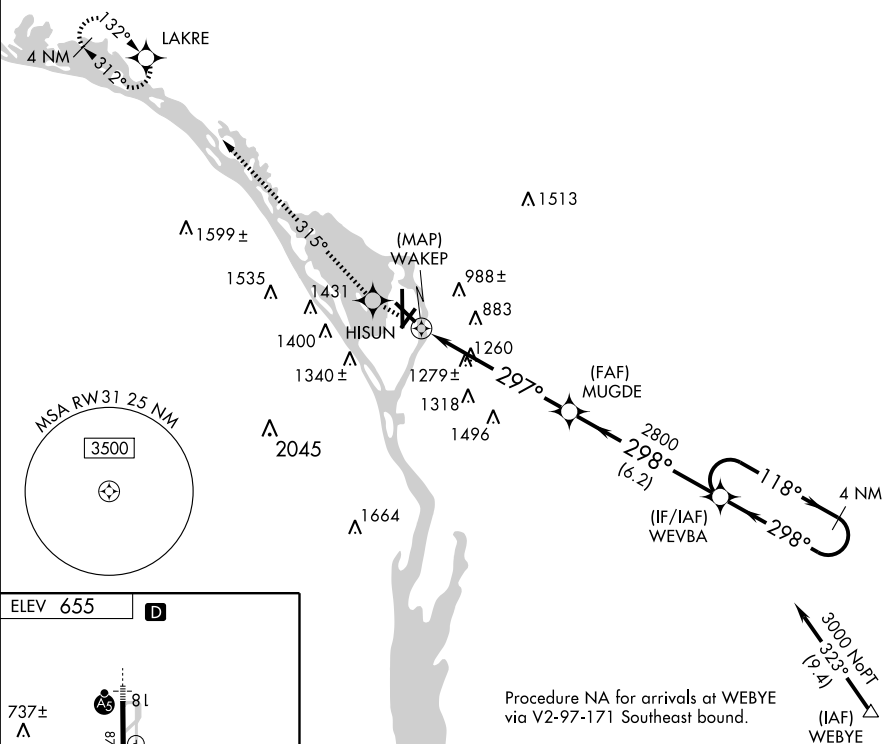 132°
LAKRE
4 NM
312°
1513
315°
1599±
(MAP)
WAKEP
988±
1535
1431
883
HISUN
1400
1260
1340±
1279±
297°
(FAF)
MUGDE
1318
1496
MSA RW31 25 NM
3500
2045
2800
298°
(6.2)
118°
4 NM
(IF/IAF)
WEVBA
298°
1664
ELEV 655
D
3000 NoPT
323°
(9.4)
A5
18
737±
87
Procedure NA for arrivals at WEBYE
via V2-97-171 Southeast bound.
(IAF)
WEBYE